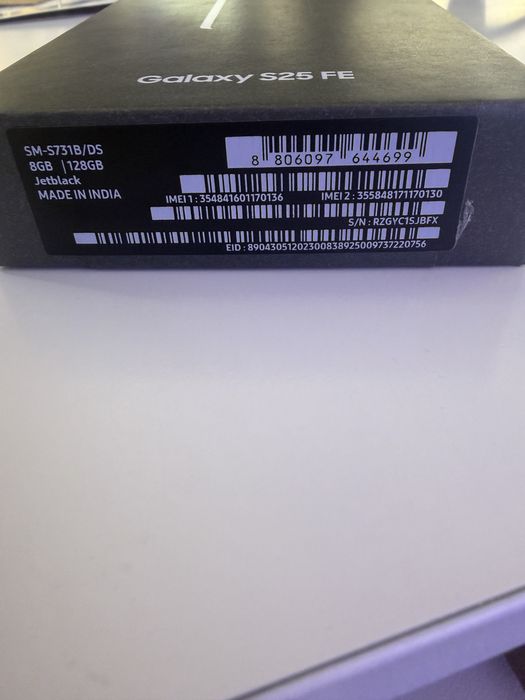 Galaxy S25 FE
SM-S731B/DS
8GB | 128GB
Jetblack
MADE IN INDIA
8 806097 644699
IMEI 1 : 354841601170136
IMEI 2 : 355848171170130
S/N : RZGYC1SJBFX
EID : 89043051202300838925009737220756